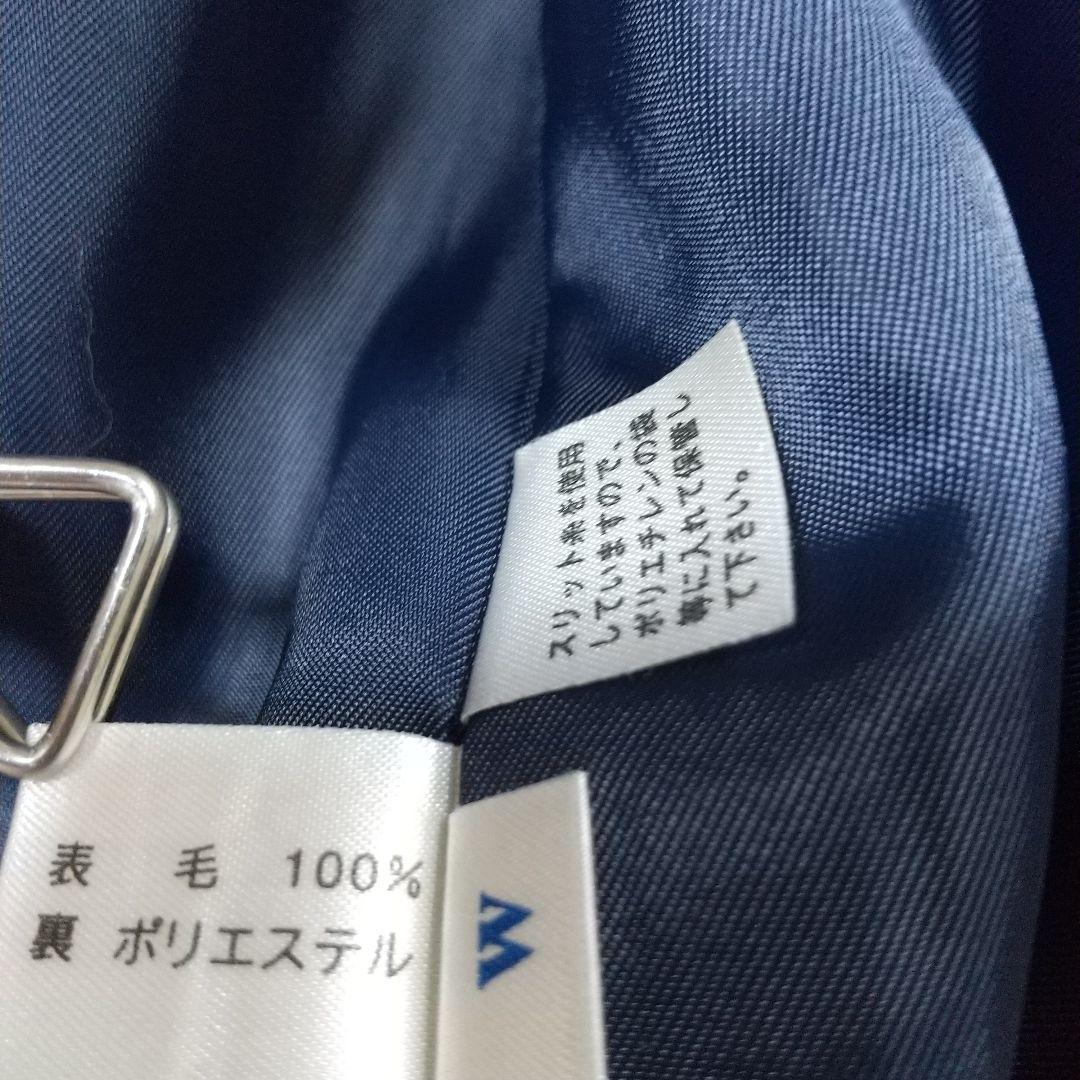 スリット糸を使用
していますので、
ポリエチレンの袋
等に入れて保管し
て下さい。
表 毛 100%
裏 ポリエステル
W